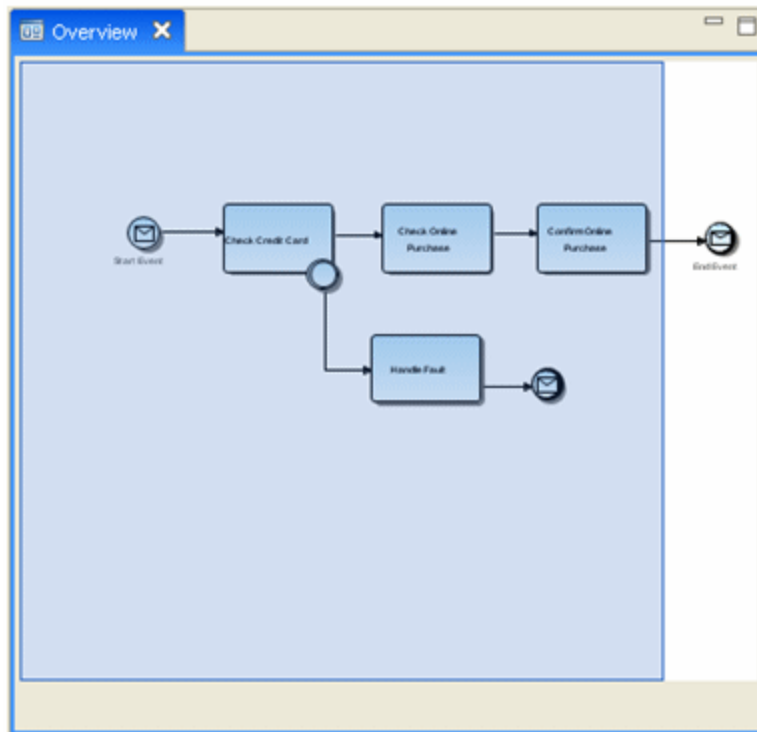 Overview
Start Event
Check Credit Card
Check Online
Purchase
Confirm Online
Purchase
End Event
Handle Fault